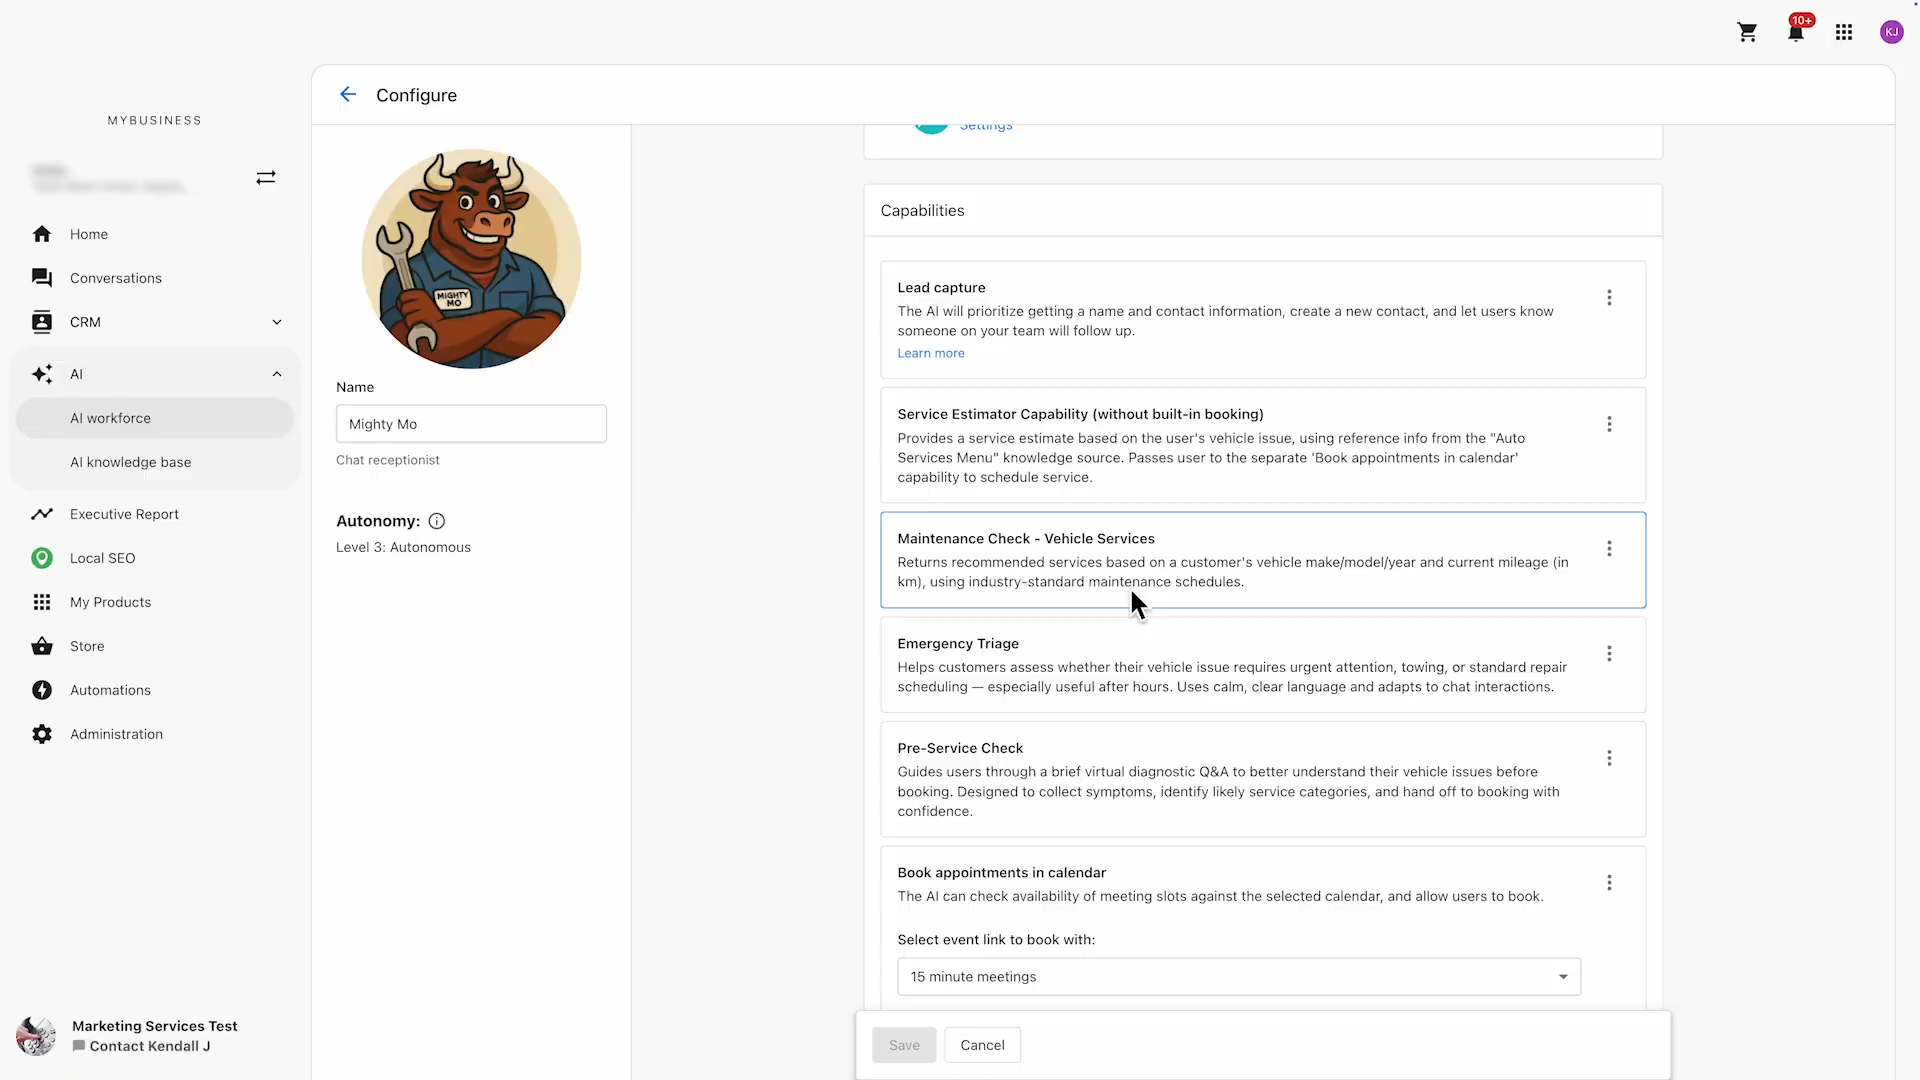 10+
KJ
Configure
MYBUSINESS
Home
Conversations
CRM
AI
AI workforce
AI knowledge base
Executive Report
Local SEO
My Products
Store
Automations
Administration
Marketing Services Test
Contact Kendall J
MIGHTY
MO
Name
Mighty Mo
Chat receptionist
Autonomy:
Level 3: Autonomous
Settings
Capabilities
Lead capture
The AI will prioritize getting a name and contact information, create a new contact, and let users know
someone on your team will follow up.
Learn more
Service Estimator Capability (without built-in booking)
Provides a service estimate based on the user's vehicle issue, using reference info from the "Auto
Services Menu" knowledge source. Passes user to the separate 'Book appointments in calendar'
capability to schedule service.
Maintenance Check - Vehicle Services
Returns recommended services based on a customer's vehicle make/model/year and current mileage (in
km), using industry-standard maintenance schedules.
Emergency Triage
Helps customers assess whether their vehicle issue requires urgent attention, towing, or standard repair
scheduling — especially useful after hours. Uses calm, clear language and adapts to chat interactions.
Pre-Service Check
Guides users through a brief virtual diagnostic Q&A to better understand their vehicle issues before
booking. Designed to collect symptoms, identify likely service categories, and hand off to booking with
confidence.
Book appointments in calendar
The AI can check availability of meeting slots against the selected calendar, and allow users to book.
Select event link to book with:
15 minute meetings
Save
Cancel